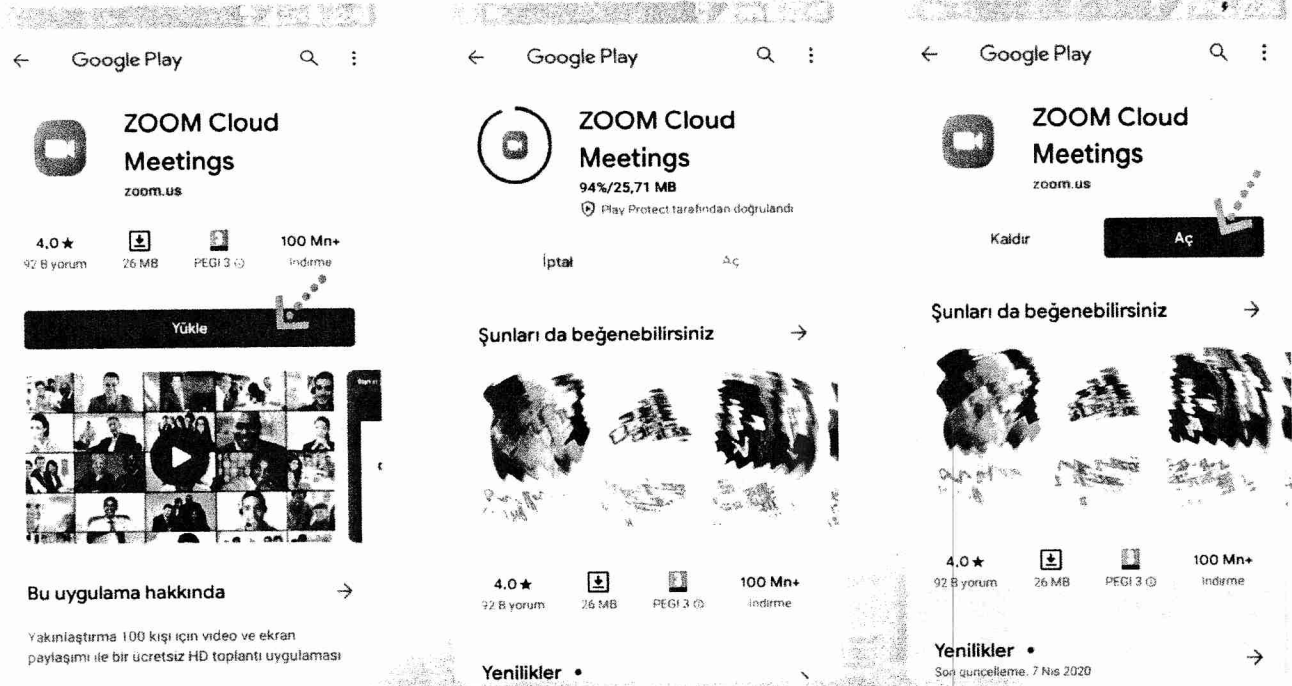 Google Play
ZOOM Cloud
Meetings
zoom.us
4,0★
92 B yorum
26 MB
PEGI 3
100 Mn+
İndirme
Yükle
Bu uygulama hakkında
Yakınlaştırma 100 kişi için video ve ekran
paylaşımı ile bir ücretsiz HD toplantı uygulaması
Google Play
ZOOM Cloud
Meetings
94%/25,71 MB
Play Protect tarafından doğrulandı
İptal
Aç
Şunları da beğenebilirsiniz
4.0★
92 B yorum
26 MB
PEGI 3
100 Mn+
İndirme
Yenilikler •
Google Play
ZOOM Cloud
Meetings
zoom.us
Kaldır
Aç
Şunları da beğenebilirsiniz
4.0★
92 B yorum
26 MB
PEGI 3
100 Mn+
İndirme
Yenilikler •
Son güncelleme. 7 Nis 2020